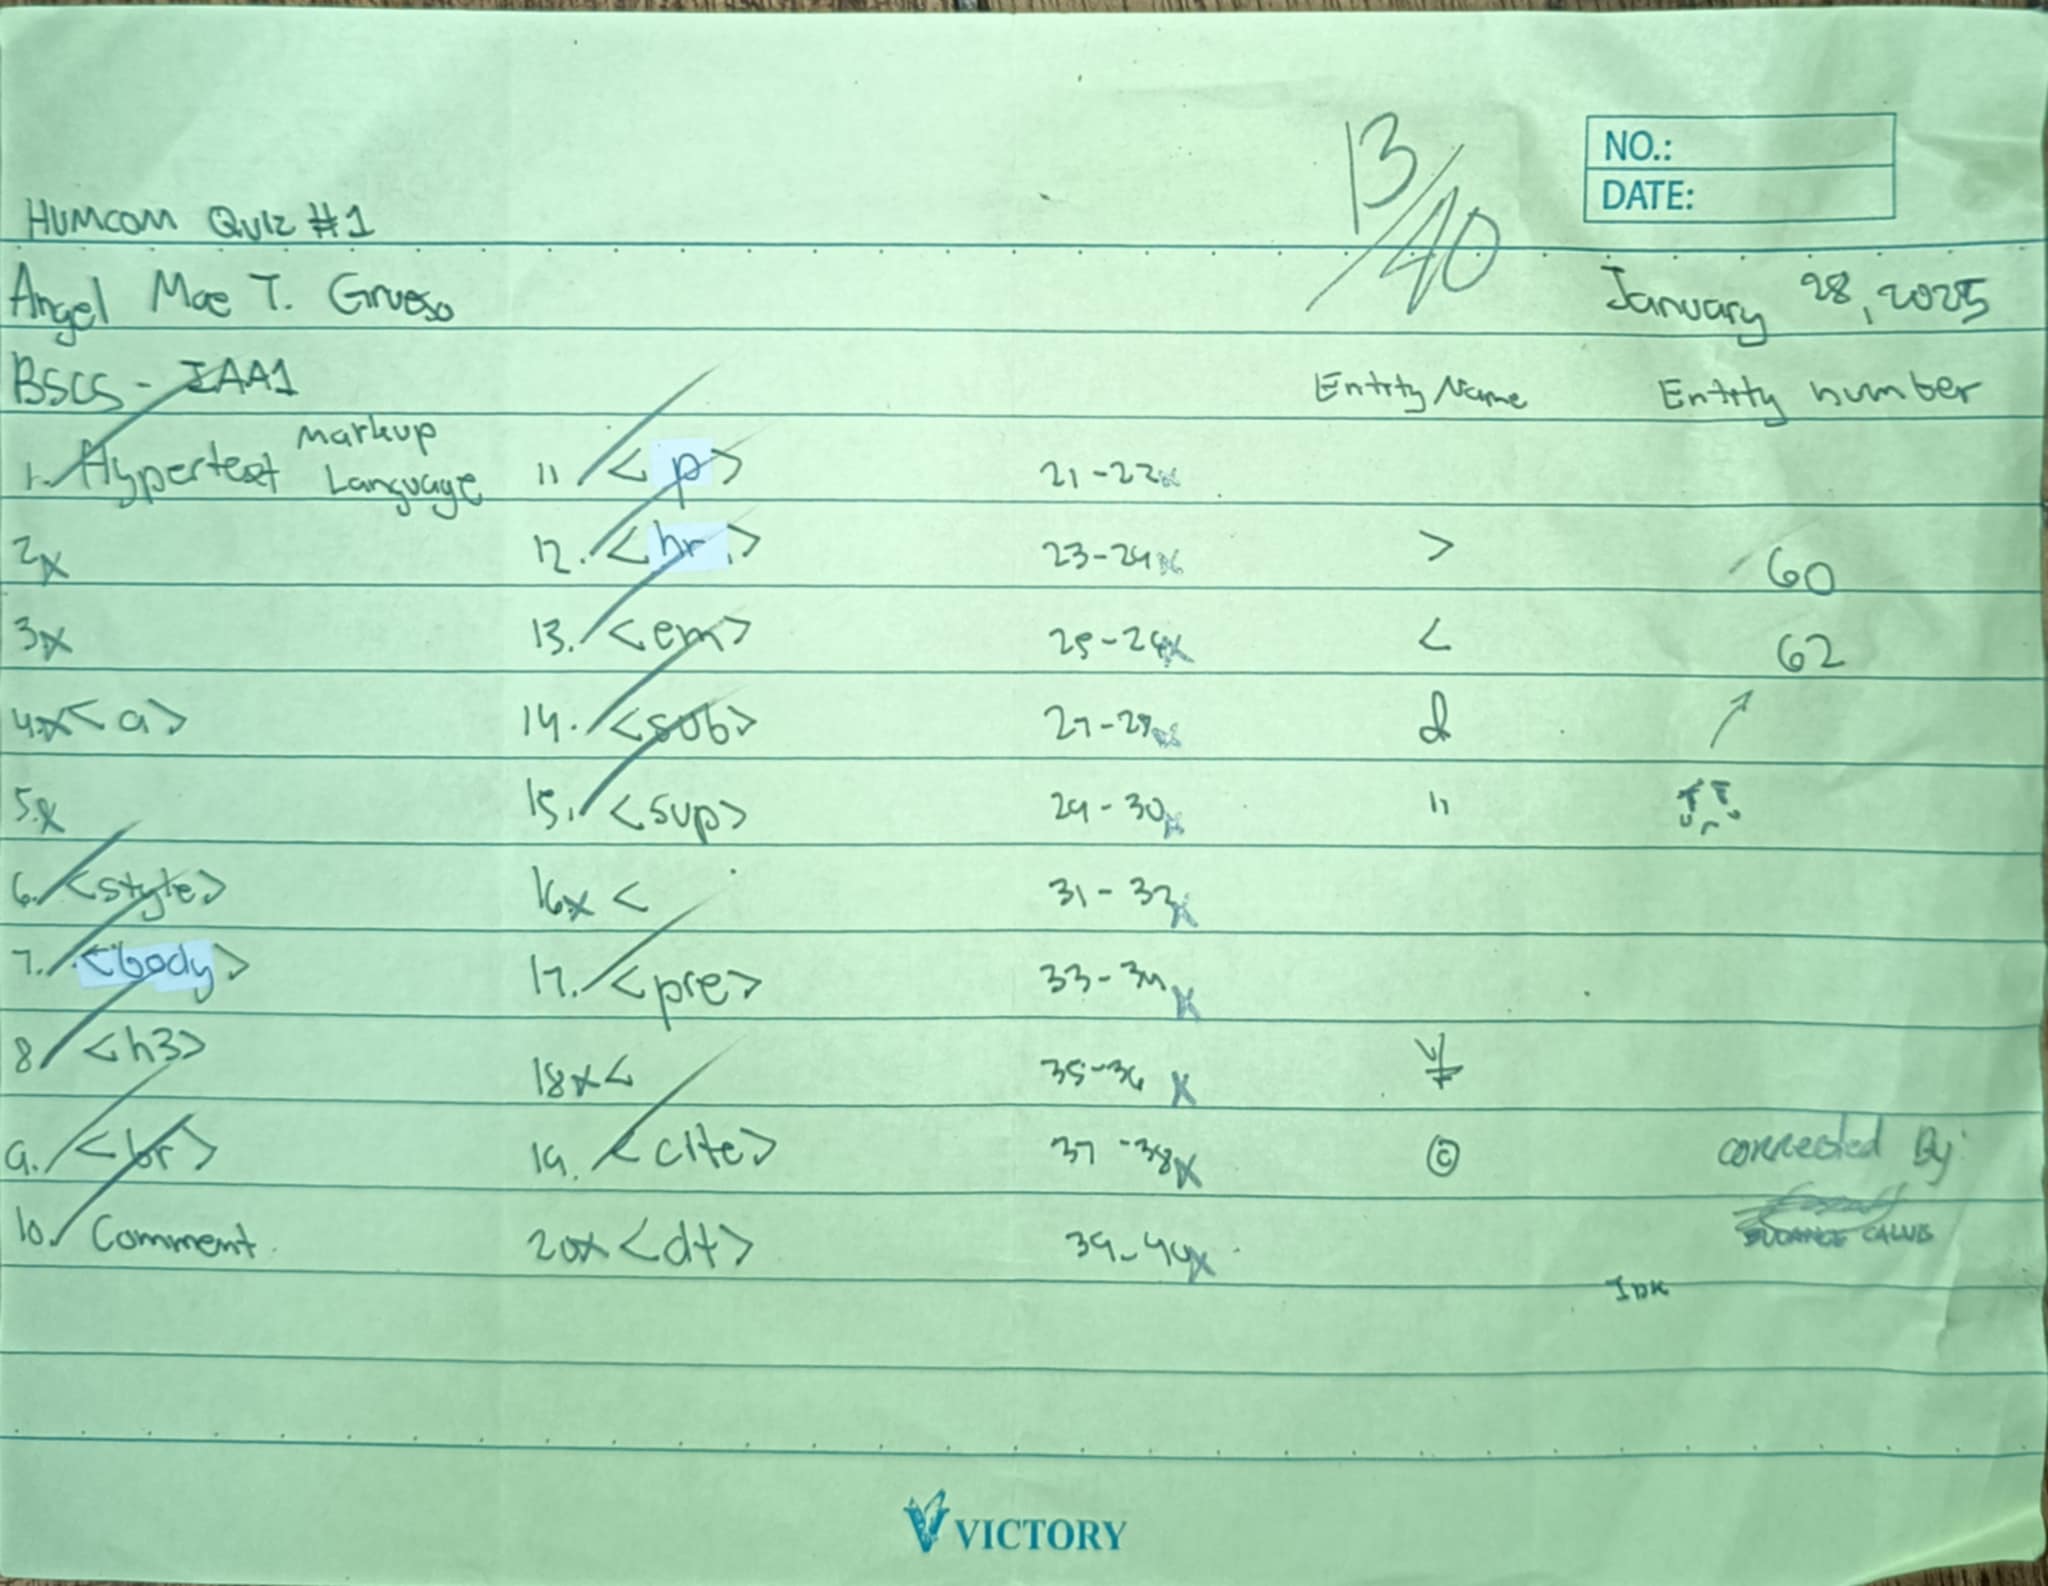 13/40
NO.:
DATE:
HUMCOM QUIZ #1
Angel Mae T. Grueso January 28, 2025
BSCS - IAA1 Entity Name Entity number
1. Hypertext Markup Language 11. <p> 21-22x
2x 12. <hr> 23-24x > 60
3x 13. <em> 25-26x < 62
4x <a> 14. <sub> 27-28x &
5x 15. <sup> 29-30x "
6. <style> 16x < 31-32x
7. <body> 17. <pre> 33-34x
8. <h3> 18x < 35-36 x ¥
9. <br> 19. <cite> 37-38x © corrected By:
10. Comment 20x <dt> 39-40x
IDK
VICTORY